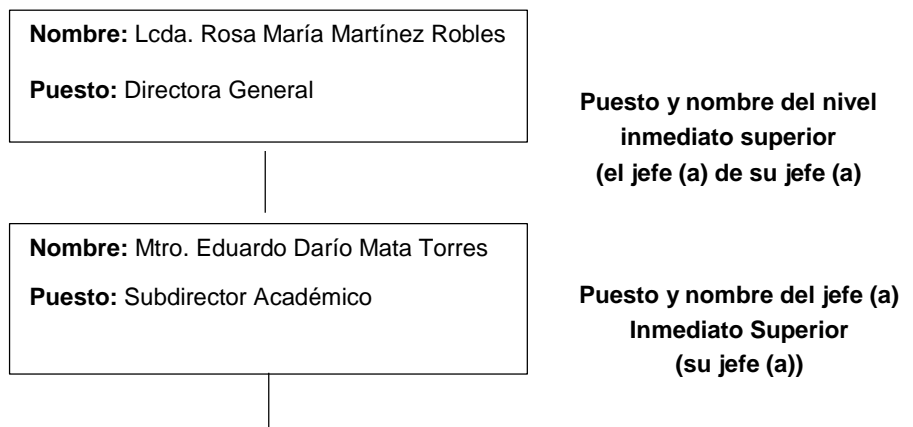 Nombre: Lcda. Rosa María Martínez Robles
Puesto: Directora General
Puesto y nombre del nivel
inmediato superior
(el jefe (a) de su jefe (a)
Nombre: Mtro. Eduardo Darío Mata Torres
Puesto: Subdirector Académico
Puesto y nombre del jefe (a)
Inmediato Superior
(su jefe (a))